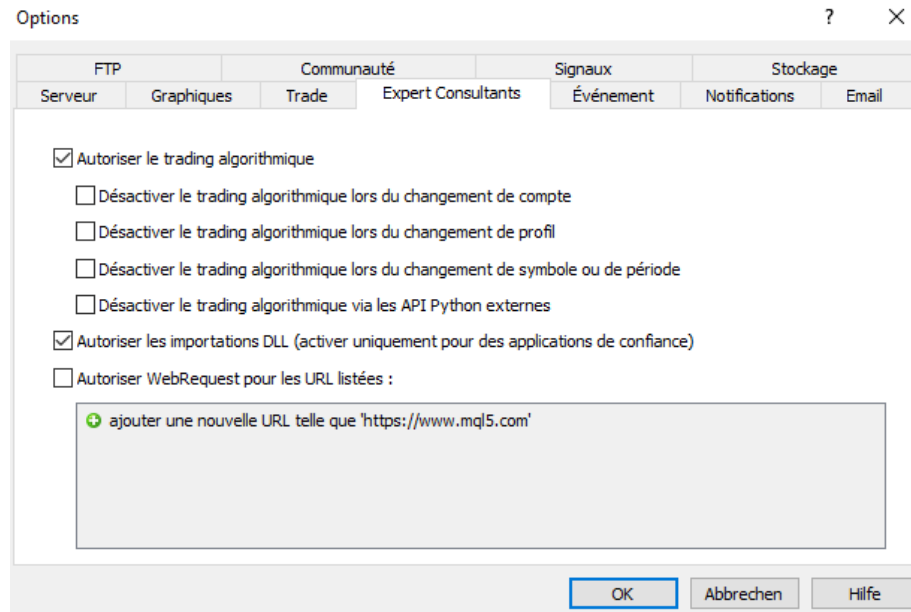 Options ? X
FTP Communauté Signaux Stockage
Serveur Graphiques Trade Expert Consultants Événement Notifications Email
Autoriser le trading algorithmique
Désactiver le trading algorithmique lors du changement de compte
Désactiver le trading algorithmique lors du changement de profil
Désactiver le trading algorithmique lors du changement de symbole ou de période
Désactiver le trading algorithmique via les API Python externes
Autoriser les importations DLL (activer uniquement pour des applications de confiance)
Autoriser WebRequest pour les URL listées :
ajouter une nouvelle URL telle que 'https://www.mql5.com'
OK Abbrechen Hilfe